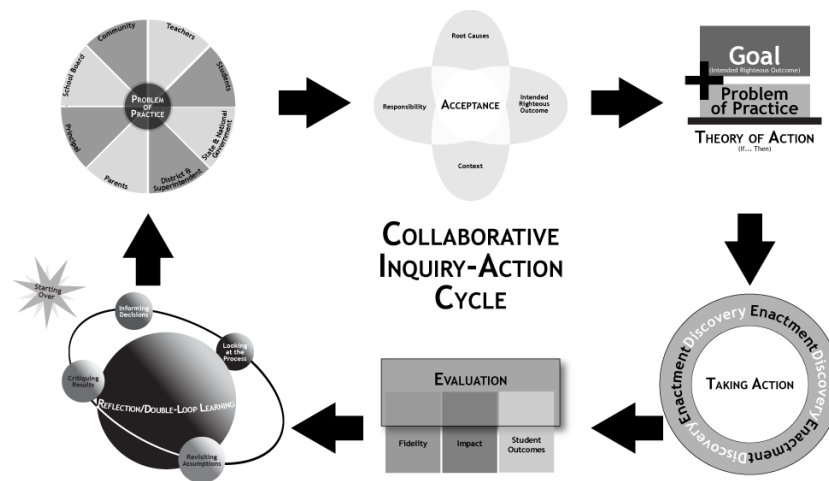 Community
Teachers
Students
State & National
Government
District &
Superintendent
Parents
Principal
School Board
PROBLEM
OF
PRACTICE
Root Causes
Responsibility
ACCEPTANCE
Intended
Righteous
Outcome
Context
Goal
(Intended Righteous Outcome)
Problem
of Practice
THEORY OF ACTION
(If... Then)
COLLABORATIVE
INQUIRY-ACTION
CYCLE
Discovery Enactment Discovery Enactment Discovery Enactment
TAKING ACTION
EVALUATION
Fidelity
Impact
Student
Outcomes
Starting
Over
Informing
Decisions
Looking
at the
Process
Critiquing
Results
REFLECTION/DOUBLE-LOOP LEARNING
Revisiting
Assumptions